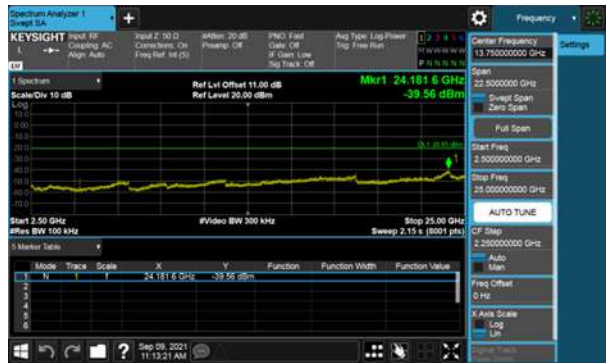 Spectrum Analyzer 1
Swept SA
Frequency
KEYSIGHT Input: RF
Coupling: AC
Align: Auto
Input Z: 50 Ω
Corrections: On
Freq Ref: Int (S)
#Atten: 20 dB
Preamp: Off
PNO: Fast
Gate: Off
IF Gain: Low
Sig Track: Off
Avg Type: Log-Power
Trig: Free Run
1 2 3 4 5 6
M W W W W W
P N N N N N
Center Frequency
13.750000000 GHz
Settings
Span
22.5000000 GHz
Swept Span
Zero Span
Full Span
Start Freq
2.500000000 GHz
Stop Freq
25.000000000 GHz
AUTO TUNE
CF Step
2.250000000 GHz
Auto
Man
Freq Offset
0 Hz
X Axis Scale
Log
Lin
1 Spectrum
Scale/Div 10 dB
Ref Lvl Offset 11.00 dB
Ref Level 20.00 dBm
Mkr1 24.181 6 GHz
-39.56 dBm
Log
10.0
0.00
-10.0
-20.0
-30.0
-40.0
-50.0
-60.0
-70.0
1
Start 2.50 GHz
#Res BW 100 kHz
#Video BW 300 kHz
Stop 25.00 GHz
Sweep 2.15 s (8001 pts)
5 Marker Table
Mode Trace Scale X Y Function Function Width Function Value
1 N 1 f 24.181 6 GHz -39.56 dBm
2
3
4
5
6
Sep 09, 2021
11:13:21 AM